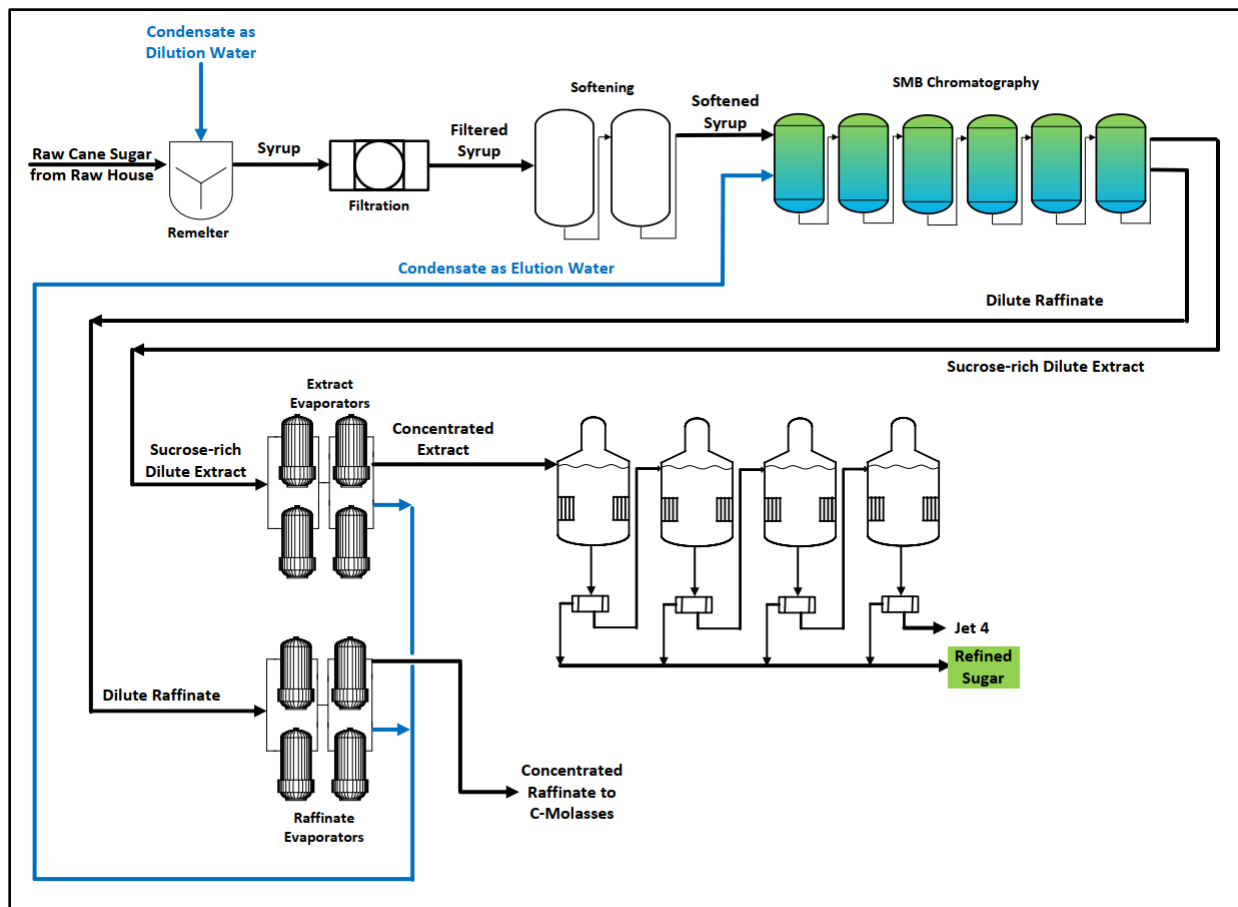 Condensate as
Dilution Water
Softening
SMB Chromatography
Softened
Syrup
Filtered
Syrup
Syrup
Raw Cane Sugar
from Raw House
Filtration
Remelter
Condensate as Elution Water
Dilute Raffinate
Sucrose-rich Dilute Extract
Extract
Evaporators
Concentrated
Extract
Sucrose-rich
Dilute Extract
Jet 4
Refined
Sugar
Dilute Raffinate
Concentrated
Raffinate to
C-Molasses
Raffinate
Evaporators